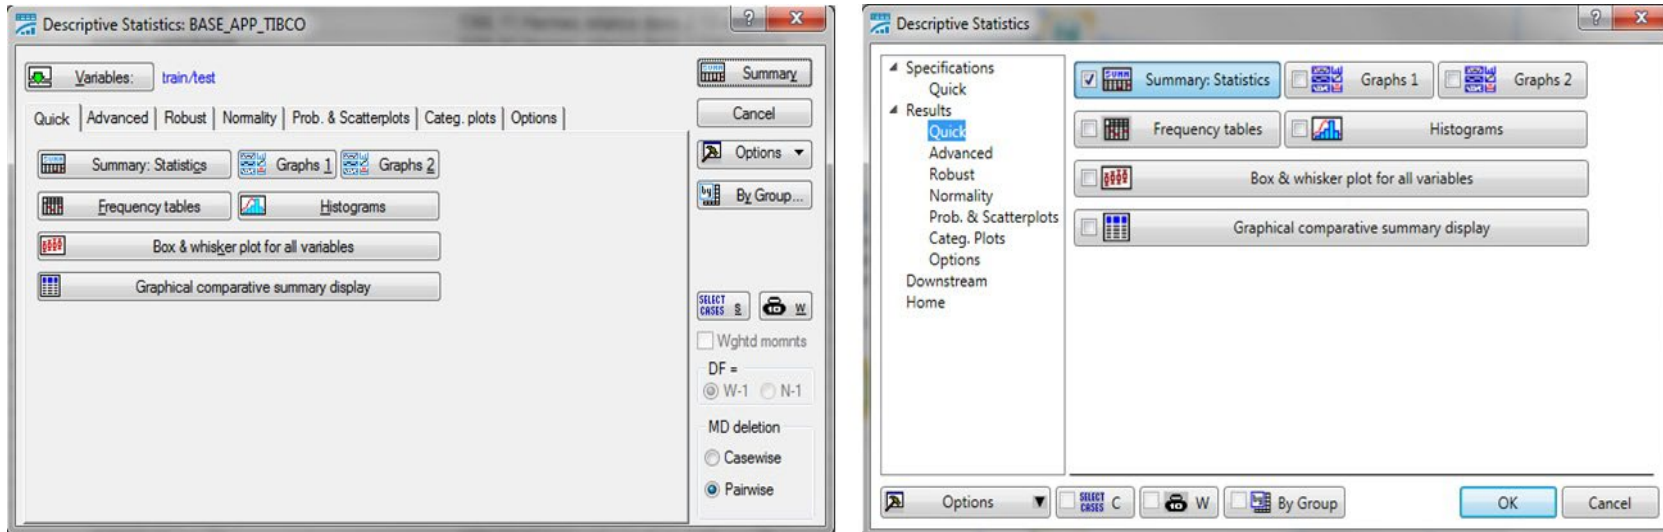 Descriptive Statistics: BASE_APP_TIBCO
Variables: train/test
Quick Advanced Robust Normality Prob. & Scatterplots Categ. plots Options
Summary: Statistics Graphs 1 Graphs 2
Frequency tables Histograms
Box & whisker plot for all variables
Graphical comparative summary display
Summary
Cancel
Options
By Group...
SELECT CASES S W
Wghtd momnts
DF =
W-1 N-1
MD deletion
Casewise
Pairwise
Descriptive Statistics
Specifications
Quick
Results
Quick
Advanced
Robust
Normality
Prob. & Scatterplots
Categ. Plots
Options
Downstream
Home
Summary: Statistics Graphs 1 Graphs 2
Frequency tables Histograms
Box & whisker plot for all variables
Graphical comparative summary display
Options SELECT CASES C W By Group OK Cancel